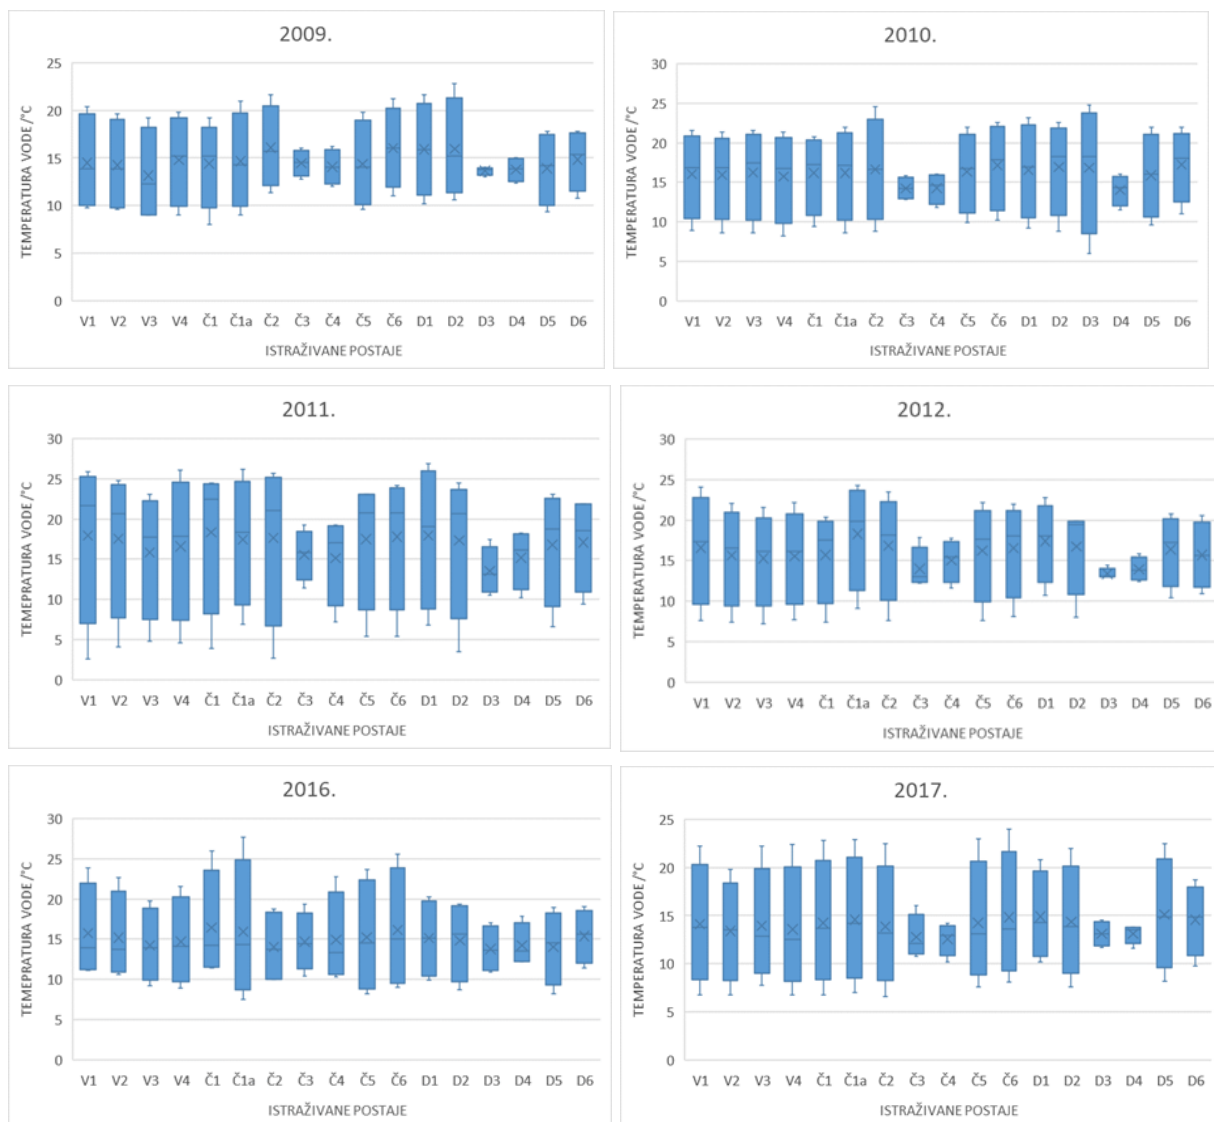 2009.
TEMPERATURA VODE /°C
25
20
15
10
5
0
V1 V2 V3 V4 Č1 Č1a Č2 Č3 Č4 Č5 Č6 D1 D2 D3 D4 D5 D6
ISTRAŽIVANE POSTAJE
2010.
TEMPERATURA VODE /°C
30
25
20
15
10
5
0
V1 V2 V3 V4 Č1 Č1a Č2 Č3 Č4 Č5 Č6 D1 D2 D3 D4 D5 D6
ISTRAŽIVANE POSTAJE
2011.
TEMEPRATURA VODE /°C
30
25
20
15
10
5
0
V1 V2 V3 V4 Č1 Č1a Č2 Č3 Č4 Č5 Č6 D1 D2 D3 D4 D5 D6
ISTRAŽIVANE POSTAJE
2012.
TEMPERATURA VODE /°C
30
25
20
15
10
5
0
V1 V2 V3 V4 Č1 Č1a Č2 Č3 Č4 Č5 Č6 D1 D2 D3 D4 D5 D6
ISTRAŽIVANE POSTAJE
2016.
TEMEPRATURA VODE /°C
30
25
20
15
10
5
0
V1 V2 V3 V4 Č1 Č1a Č2 Č3 Č4 Č5 Č6 D1 D2 D3 D4 D5 D6
ISTRAŽIVANE POSTAJE
2017.
TEMPERATURA VODE /°C
25
20
15
10
5
0
V1 V2 V3 V4 Č1 Č1a Č2 Č3 Č4 Č5 Č6 D1 D2 D3 D4 D5 D6
ISTRAŽIVANE POSTAJE